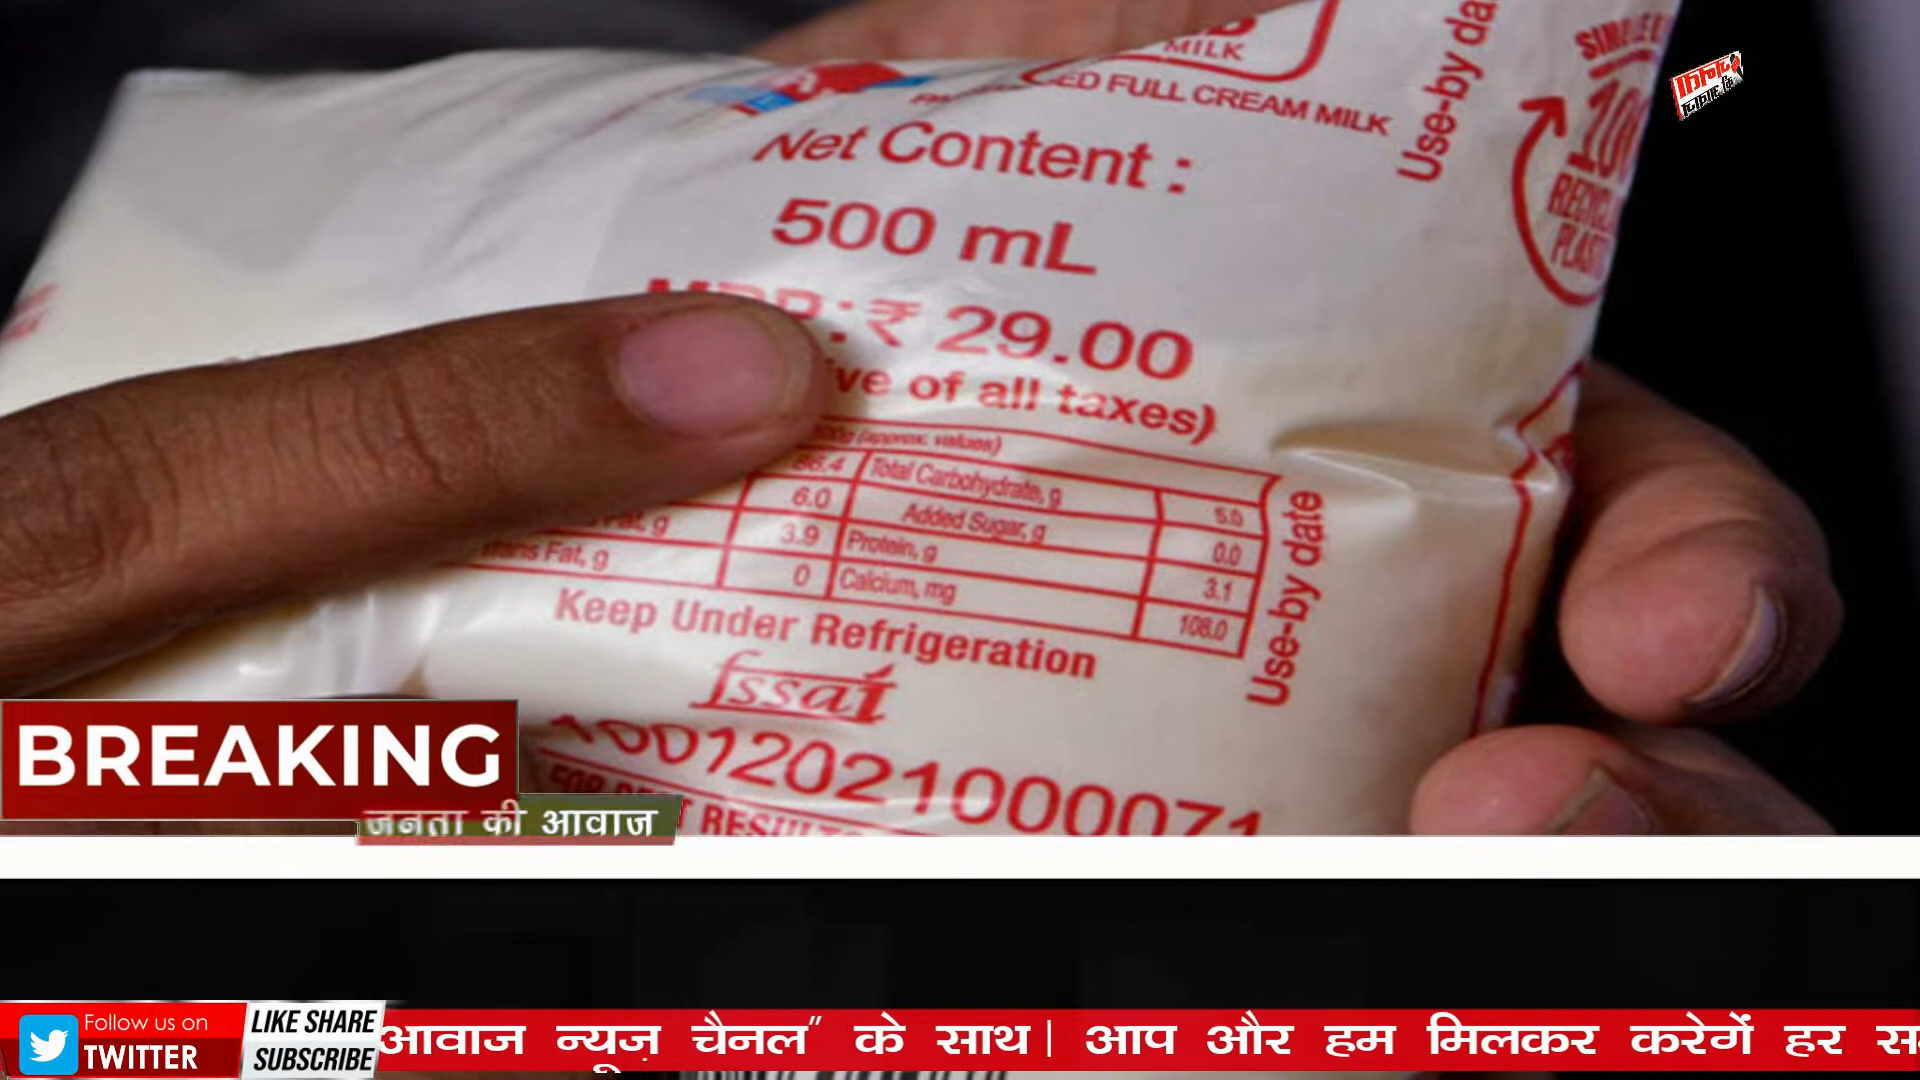 MILK
FULL CREAM MILK
Use-by
Net Content :
500 mL
₹ 29.00
of all taxes)
(approx. values)
Total Carbohydrate, g
5.0
6.0
Added Sugar, g
0.0
3.9
Protein, g
3.1
Trans Fat, g
0
Calcium, mg
108.0
Keep Under Refrigeration
Use-by date
fssai
10012021000071
BREAKING
जनता की आवाज
Follow us on
TWITTER
LIKE SHARE
SUBSCRIBE
आवाज न्यूज़ चैनल” के साथ| आप और हम मिलकर करेगें हर